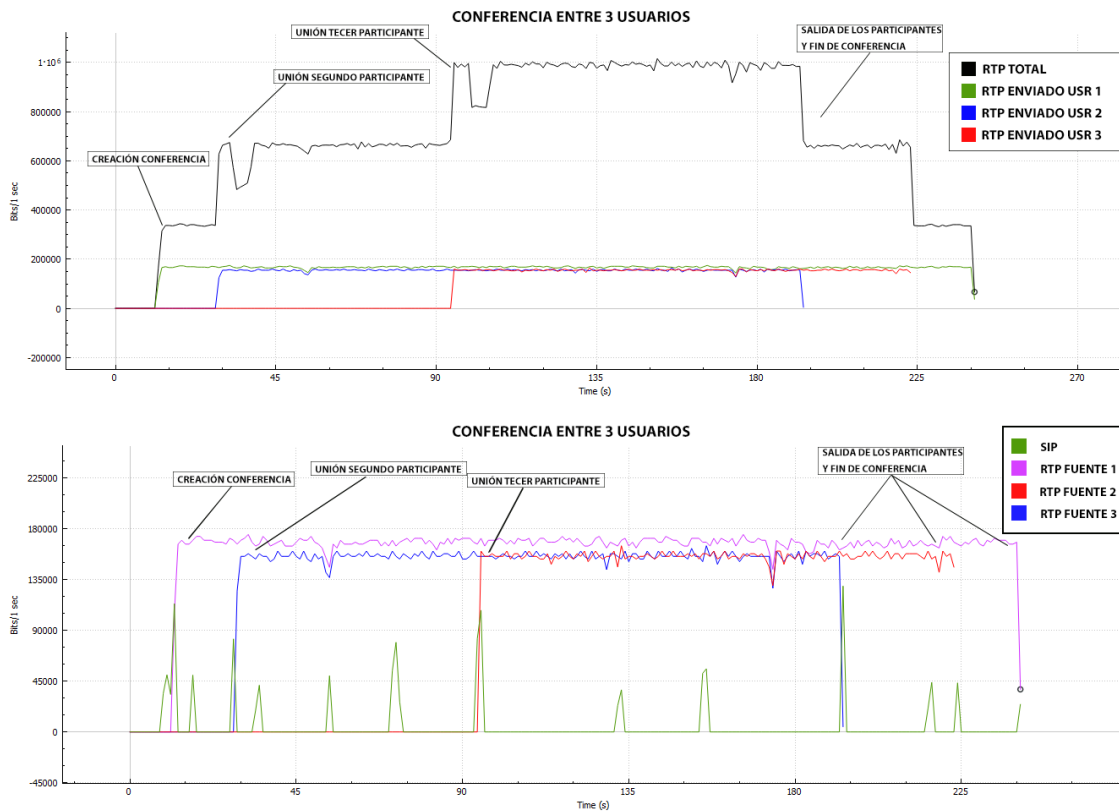 CONFERENCIA ENTRE 3 USUARIOS
UNIÓN TECER PARTICIPANTE
SALIDA DE LOS PARTICIPANTES
Y FIN DE CONFERENCIA
UNIÓN SEGUNDO PARTICIPANTE
CREACIÓN CONFERENCIA
RTP TOTAL
RTP ENVIADO USR 1
RTP ENVIADO USR 2
RTP ENVIADO USR 3
1·10⁶
800000
600000
400000
200000
0
-200000
Bits/1 sec
0 45 90 135 180 225 270
Time (s)
CONFERENCIA ENTRE 3 USUARIOS
CREACIÓN CONFERENCIA
UNIÓN SEGUNDO PARTICIPANTE
UNIÓN TECER PARTICIPANTE
SALIDA DE LOS PARTICIPANTES
Y FIN DE CONFERENCIA
SIP
RTP FUENTE 1
RTP FUENTE 2
RTP FUENTE 3
225000
180000
135000
90000
45000
0
-45000
Bits/1 sec
0 45 90 135 180 225
Time (s)